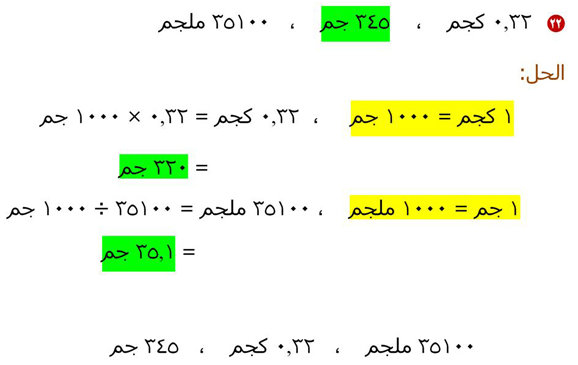 ٢٢ ٠,٣٢ كجم ، ٣٤٥ جم ، ٣٥١٠٠ ملجم
الحل:
١ كجم = ١٠٠٠ جم ، ٠,٣٢ كجم = ٠,٣٢ × ١٠٠٠ جم
= ٣٢٠ جم
١ جم = ١٠٠٠ ملجم ، ٣٥١٠٠ ملجم = ٣٥١٠٠ ÷ ١٠٠٠ جم
= ٣٥,١ جم
٣٥١٠٠ ملجم ، ٠,٣٢ كجم ، ٣٤٥ جم